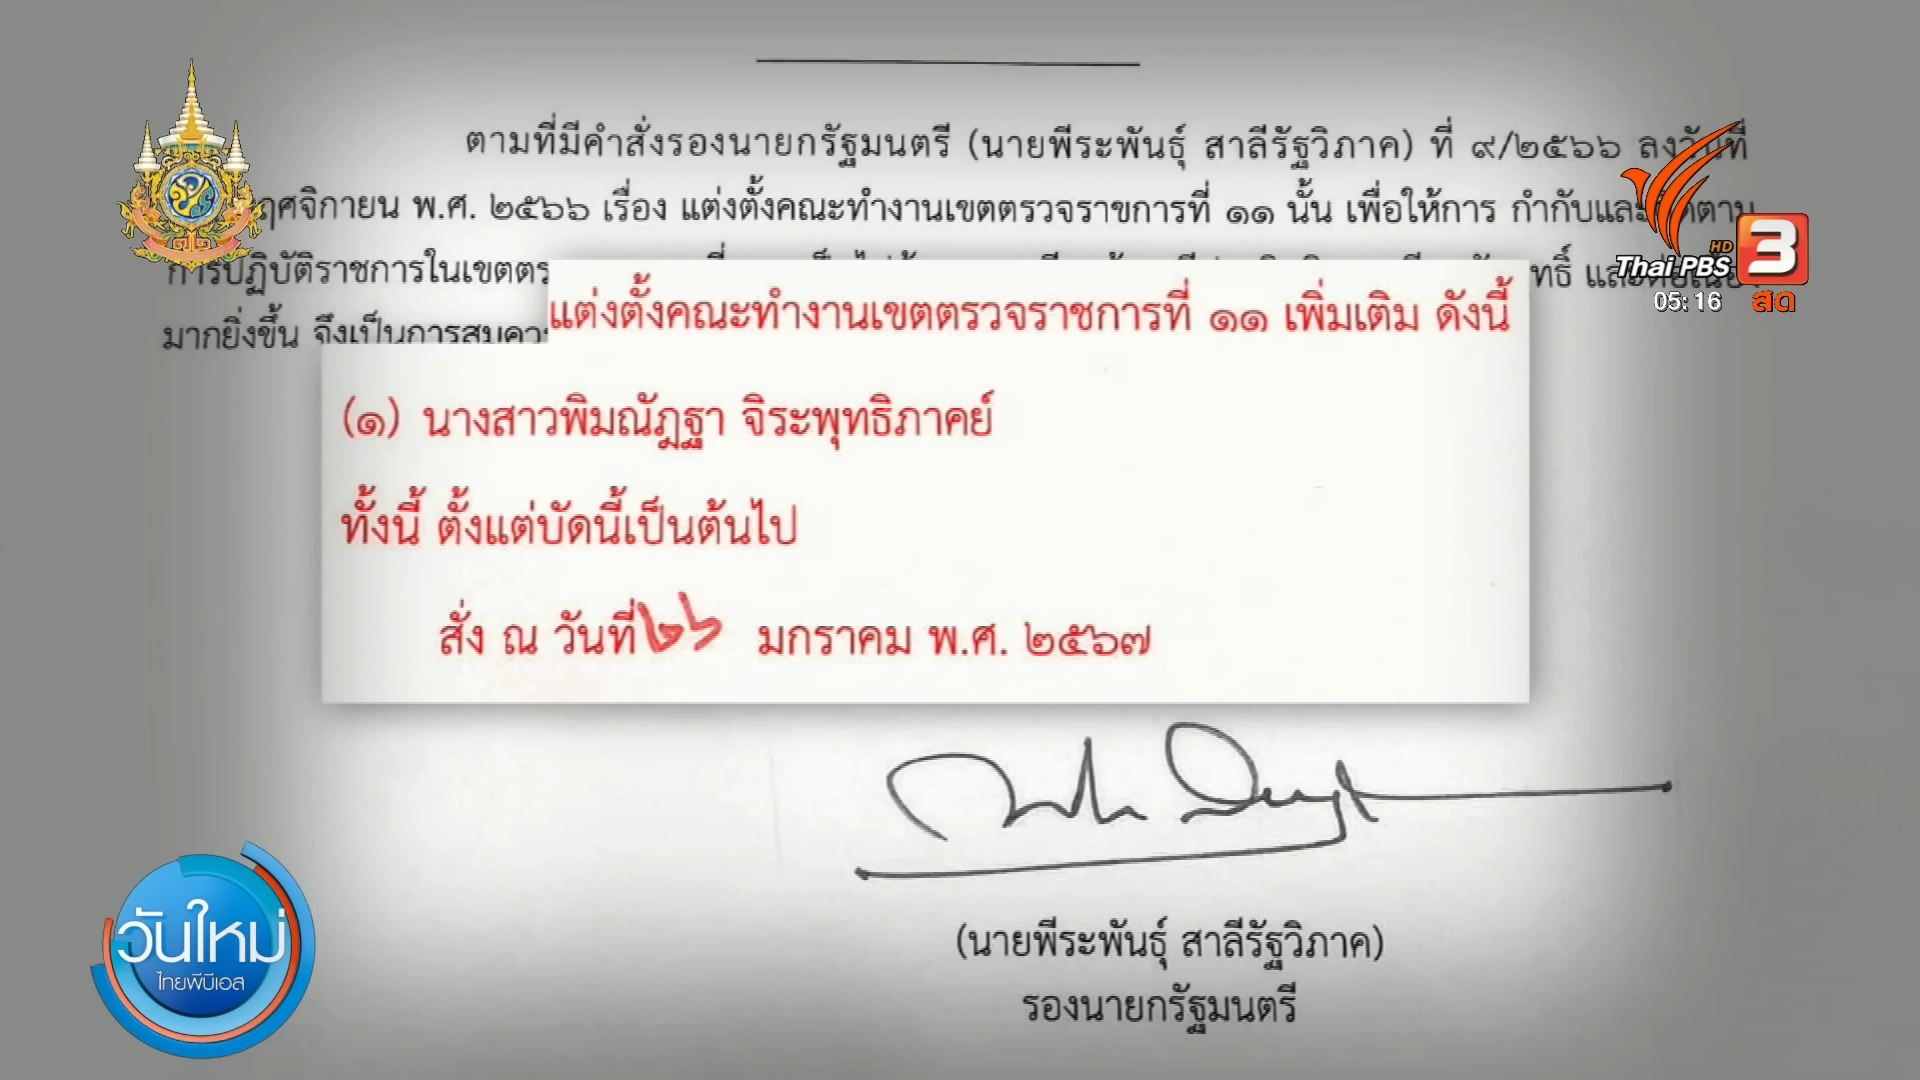 ตามที่มีคำสั่งรองนายกรัฐมนตรี (นายพีระพันธุ์ สาลีรัฐวิภาค) ที่ ๙/๒๕๖๖ ลงวันที่
พ.ศ. ๒๕๖๖ เรื่อง แต่งตั้งคณะทำงานเขตตรวจราชการที่ ๑๑ นั้น เพื่อให้การ กำกับและ
การปฏิบัติราชการในเขต
มากยิ่งขึ้น จึงเป็นการ
แต่งตั้งคณะทำงานเขตตรวจราชการที่ ๑๑ เพิ่มเติม ดังนี้
(๑) นางสาวพิมณัฏฐา จิระพุทธิภาคย์
ทั้งนี้ ตั้งแต่บัดนี้เป็นต้นไป
สั่ง ณ วันที่ ๒๖ มกราคม พ.ศ. ๒๕๖๗
(นายพีระพันธุ์ สาลีรัฐวิภาค)
รองนายกรัฐมนตรี
๗๒
HD
Thai PBS 3
05:16 สด
วันใหม่
ไทยพีบีเอส